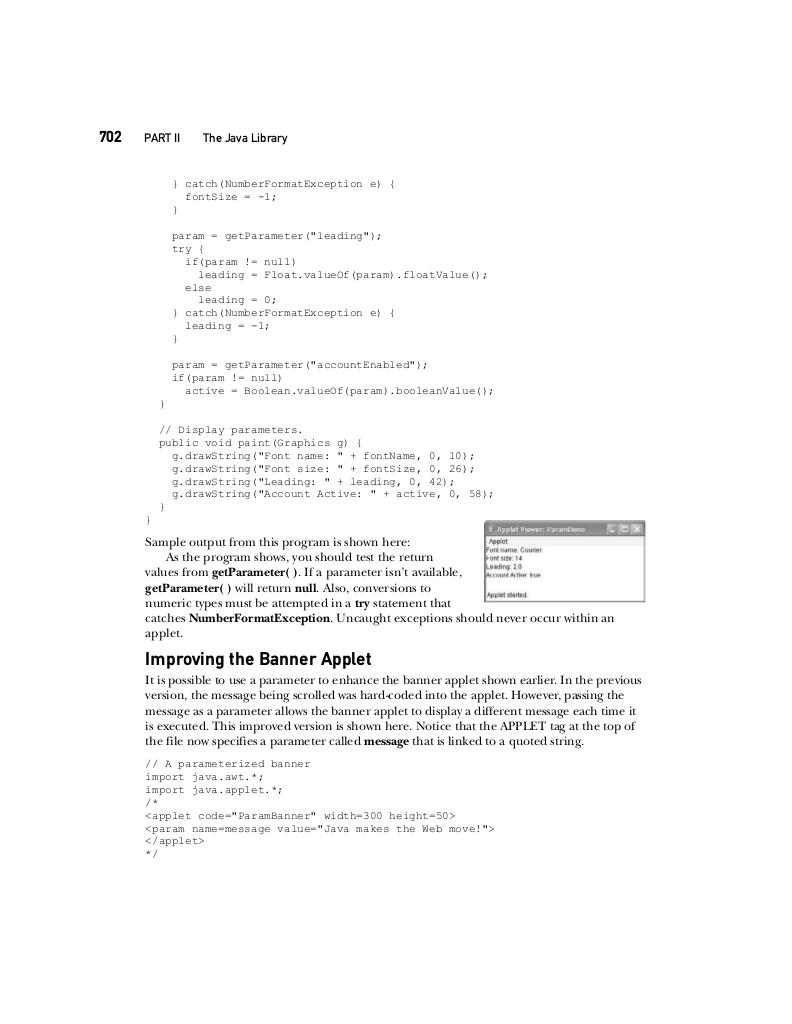 702 PART II The Java Library
} catch(NumberFormatException e) {
fontSize = -1;
}
param = getParameter("leading");
try {
if(param != null)
leading = Float.valueOf(param).floatValue();
else
leading = 0;
} catch(NumberFormatException e) {
leading = -1;
}
param = getParameter("accountEnabled");
if(param != null)
active = Boolean.valueOf(param).booleanValue();
}
// Display parameters.
public void paint(Graphics g) {
g.drawString("Font name: " + fontName, 0, 10);
g.drawString("Font size: " + fontSize, 0, 26);
g.drawString("Leading: " + leading, 0, 42);
g.drawString("Account Active: " + active, 0, 58);
}
}
Sample output from this program is shown here:
As the program shows, you should test the return
values from getParameter( ). If a parameter isn't available,
getParameter( ) will return null. Also, conversions to
numeric types must be attempted in a try statement that
catches NumberFormatException. Uncaught exceptions should never occur within an
applet.
Applet Viewer: ParamDemo
Applet
Font name: Courier
Font size: 14
Leading: 2.0
Account Active: true
Applet started.
Improving the Banner Applet
It is possible to use a parameter to enhance the banner applet shown earlier. In the previous
version, the message being scrolled was hard-coded into the applet. However, passing the
message as a parameter allows the banner applet to display a different message each time it
is executed. This improved version is shown here. Notice that the APPLET tag at the top of
the file now specifies a parameter called message that is linked to a quoted string.
// A parameterized banner
import java.awt.*;
import java.applet.*;
/*
<applet code="ParamBanner" width=300 height=50>
<param name=message value="Java makes the Web move!">
</applet>
*/